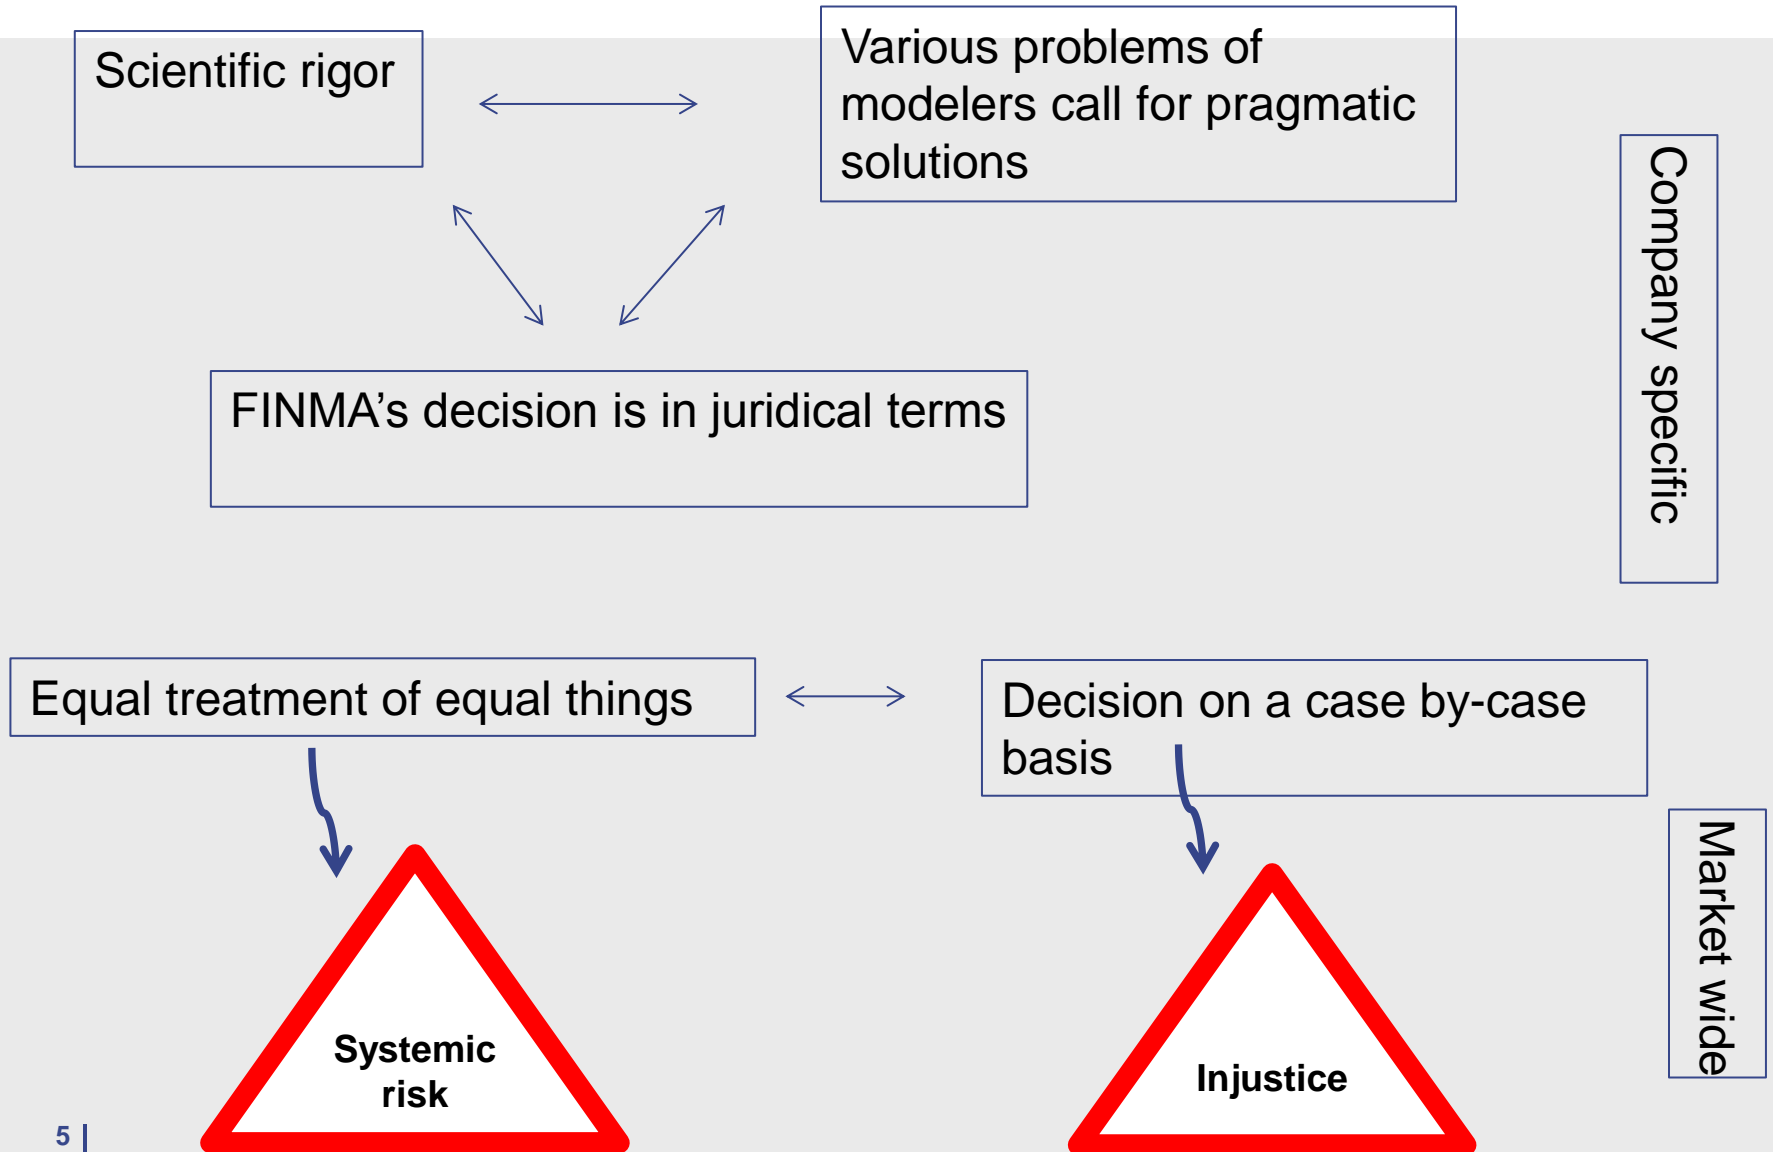 Scientific rigor
Various problems of
modelers call for pragmatic
solutions
Company specific
FINMA’s decision is in juridical terms
Equal treatment of equal things
Decision on a case by-case
basis
Market wide
Systemic
risk
Injustice
5